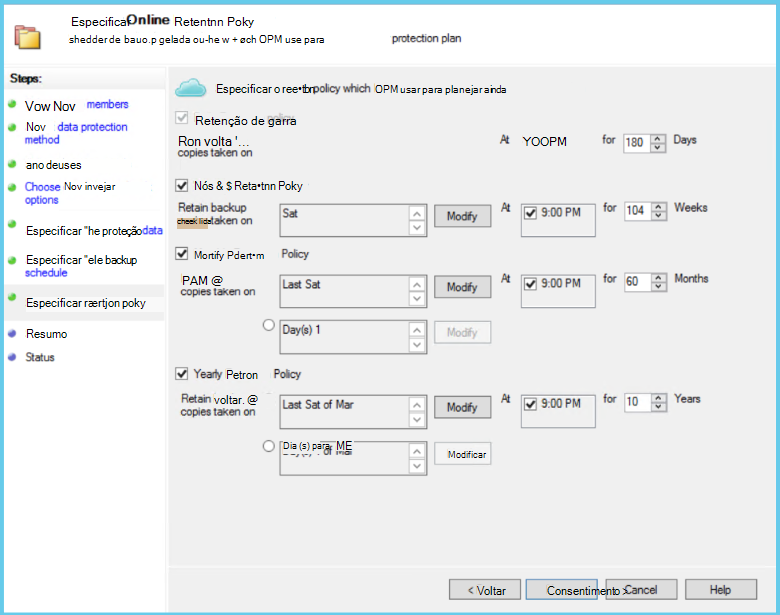 Especificar Online Retentnn Poky
shedder de bauo.p gelada ou-he w + øch OPM use para protection plan
Steps:
Vow Nov members
Nov data protection
method
ano deuses
Choose Nov invejar
options
Especificar "he proteção data
Especificar "ele backup
schedule
Especificar rærtjon poky
Resumo
Status
Especificar o ree•tbn policy which OPM usar para planejar ainda
Retenção de garra
Ron volta '...
copies taken on
At YOOPM for 180 Days
Nós & $ Reta•tnn Poky
Retain backup
taken on
Sat
Modify
At 9:00 PM for 104 Weeks
Mortify Pdert•m Policy
PAM @
copies taken on
Last Sat
Modify
At 9:00 PM for 60 Months
Day(s) 1
Modify
Yearly Petron Policy
Retain voltar. @
copies taken on
Last Sat of Mar
Modify
At 9:00 PM for 10 Years
Dia (s) para ME
Modificar
< Voltar
Consentimento >
Cancel
Help